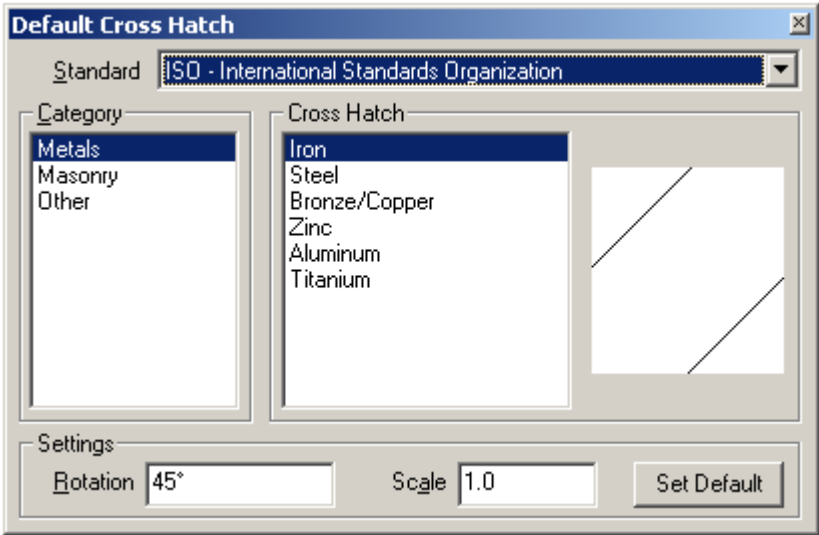 Default Cross Hatch
Standard ISO - International Standards Organization
Category
Metals
Masonry
Other
Cross Hatch
Iron
Steel
Bronze/Copper
Zinc
Aluminum
Titanium
Settings
Rotation 45° Scale 1.0 Set Default